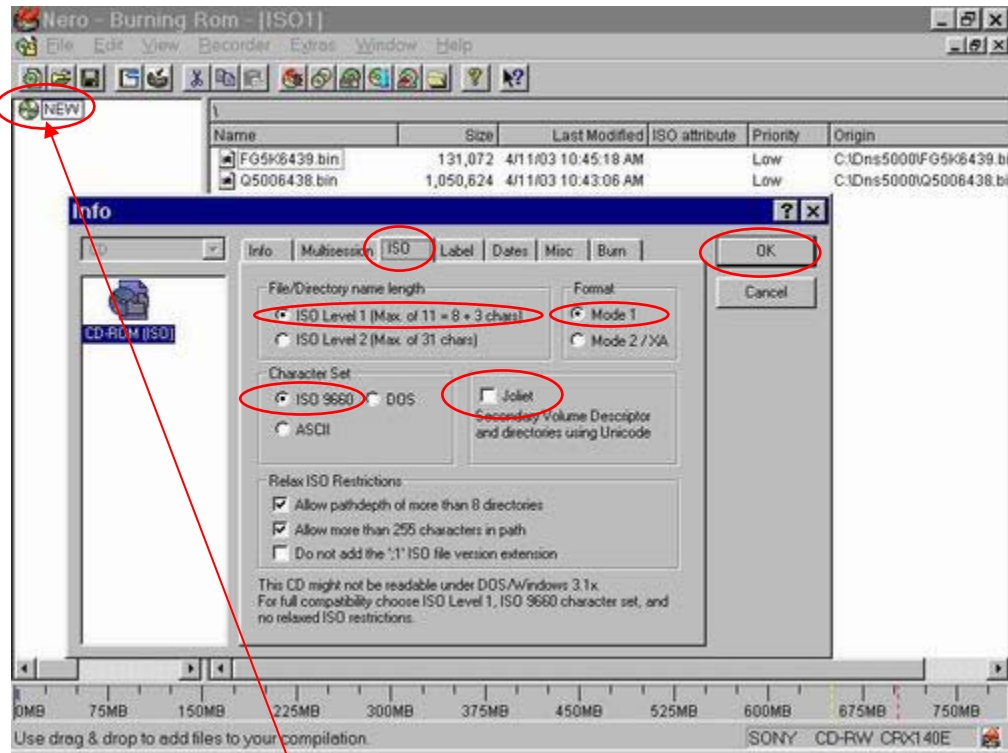 Nero - Burning Rom - [ISO1]
File Edit View Recorder Extras Window Help
NEW
\
Name Size Last Modified ISO attribute Priority Origin
FG5K6439.bin 131,072 4/11/03 10:45:18 AM Low C:\Dns5000\FG5K6439.bi
Q5006438.bin 1,050,624 4/11/03 10:43:06 AM Low C:\Dns5000\Q5006438.bi
Info
CD
Info Multisession ISO Label Dates Misc Burn
OK
Cancel
CD-ROM (ISO)
File/Directory name length
ISO Level 1 (Max. of 11 = 8 + 3 chars)
ISO Level 2 (Max. of 31 chars)
Format
Mode 1
Mode 2 / XA
Character Set
ISO 9660 DOS
ASCII
Joliet
Secondary Volume Descriptor
and directories using Unicode
Relax ISO Restrictions
Allow pathdepth of more than 8 directories
Allow more than 255 characters in path
Do not add the ';1' ISO file version extension
This CD might not be readable under DOS/Windows 3.1x.
For full compatibility choose ISO Level 1, ISO 9660 character set, and
no relaxed ISO restrictions.
0MB 75MB 150MB 225MB 300MB 375MB 450MB 525MB 600MB 675MB 750MB
Use drag & drop to add files to your compilation. SONY CD-RW CRX140E